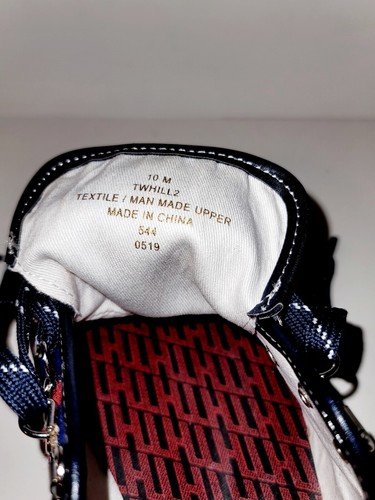 10 M
TWHILL2
TEXTILE / MAN MADE UPPER
MADE IN CHINA
544
0519